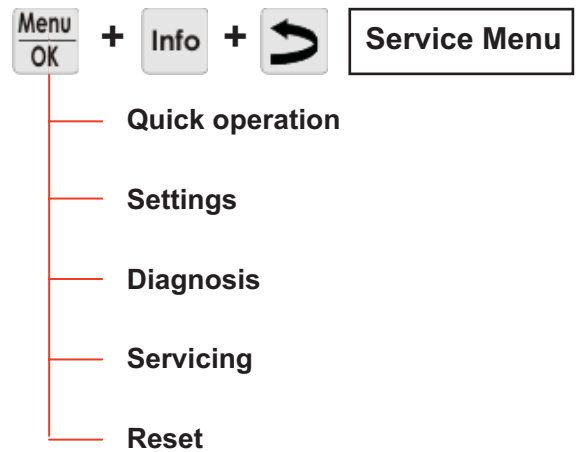 Menu
OK + Info + Service Menu
Quick operation
Settings
Diagnosis
Servicing
Reset